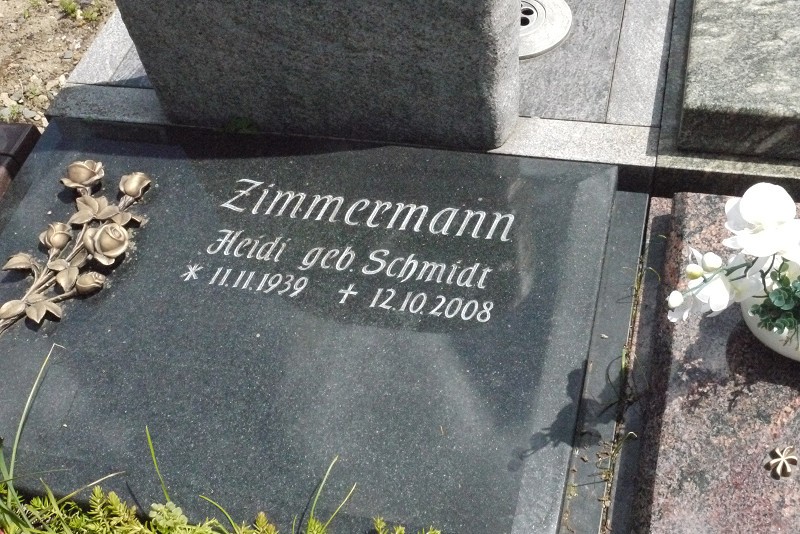 Zimmermann
Heidi geb. Schmidt
* 11.11.1939 † 12.10.2008